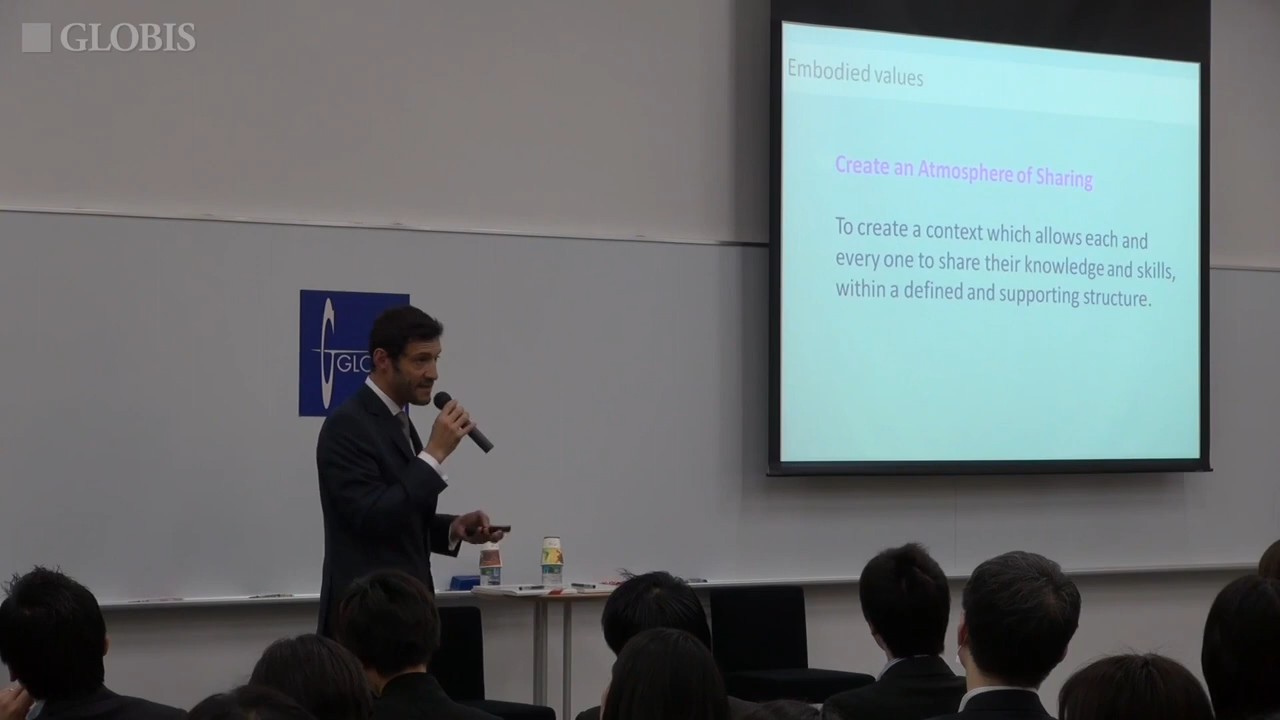 GLOBIS
Embodied values
Create an Atmosphere of Sharing
To create a context which allows each and
every one to share their knowledge and skills,
within a defined and supporting structure.
GLO